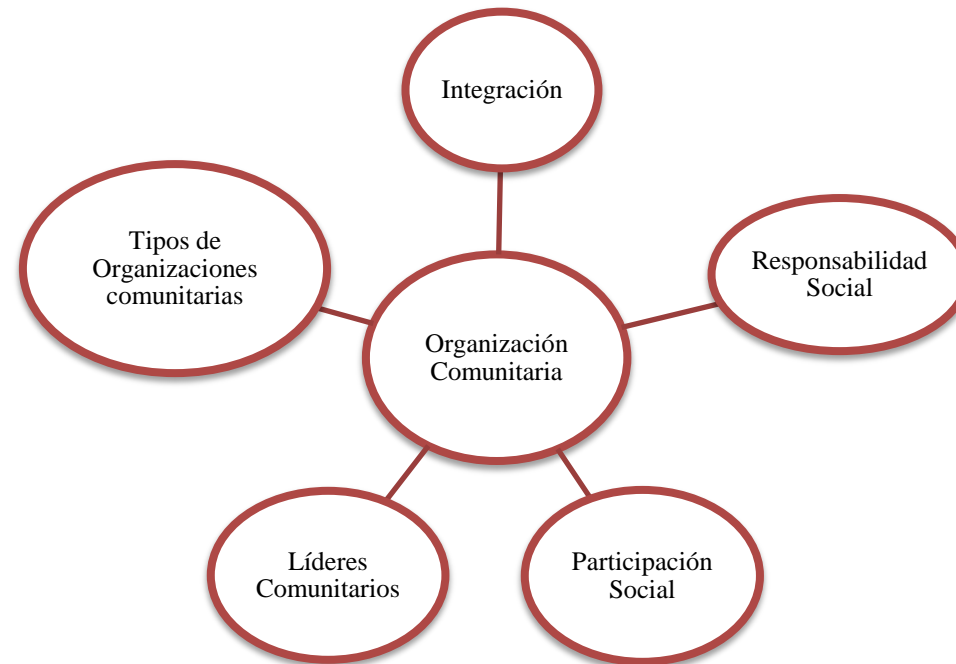 Integración
Tipos de
Organizaciones
comunitarias
Responsabilidad
Social
Organización
Comunitaria
Líderes
Comunitarios
Participación
Social